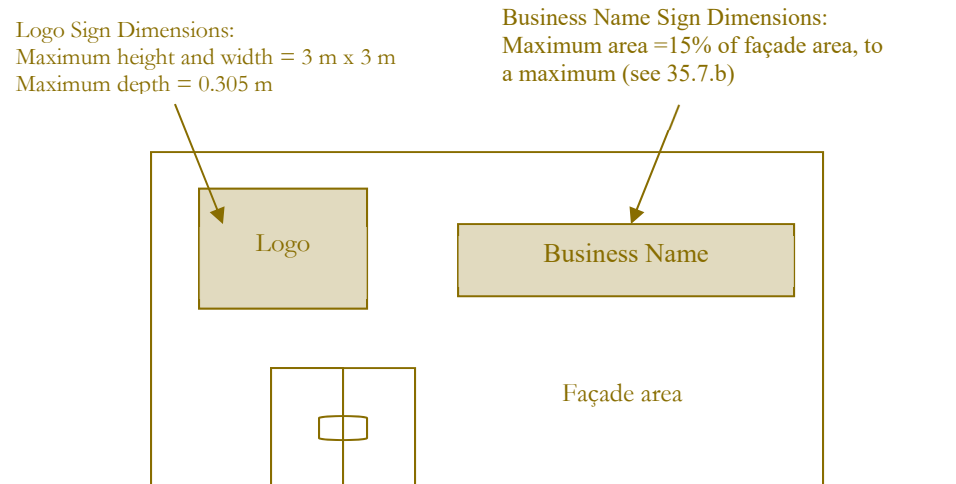 Logo Sign Dimensions:
Maximum height and width = 3 m x 3 m
Maximum depth = 0.305 m
Business Name Sign Dimensions:
Maximum area =15% of façade area, to
a maximum (see 35.7.b)
Logo
Business Name
Façade area